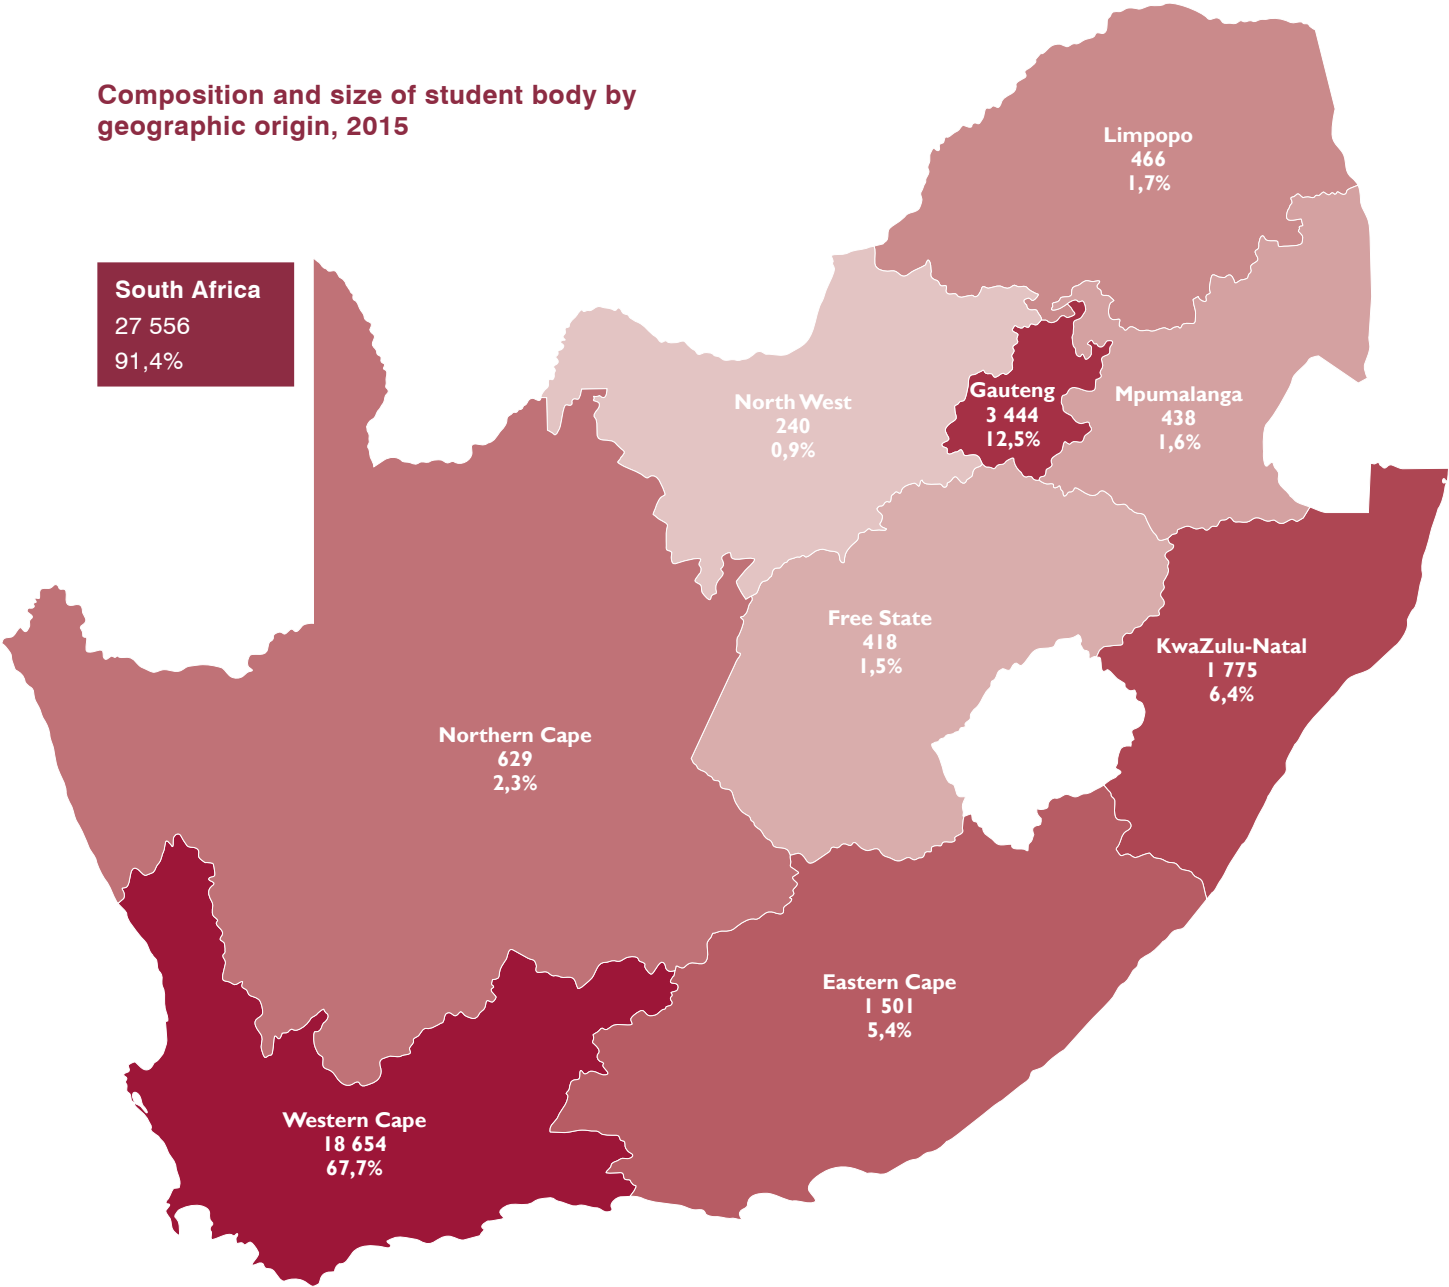 Composition and size of student body by
geographic origin, 2015
Limpopo
466
1,7%
South Africa
27 556
91,4%
North West
240
0,9%
Gauteng
3 444
12,5%
Mpumalanga
438
1,6%
Free State
418
1,5%
KwaZulu-Natal
1 775
6,4%
Northern Cape
629
2,3%
Eastern Cape
1 501
5,4%
Western Cape
18 654
67,7%